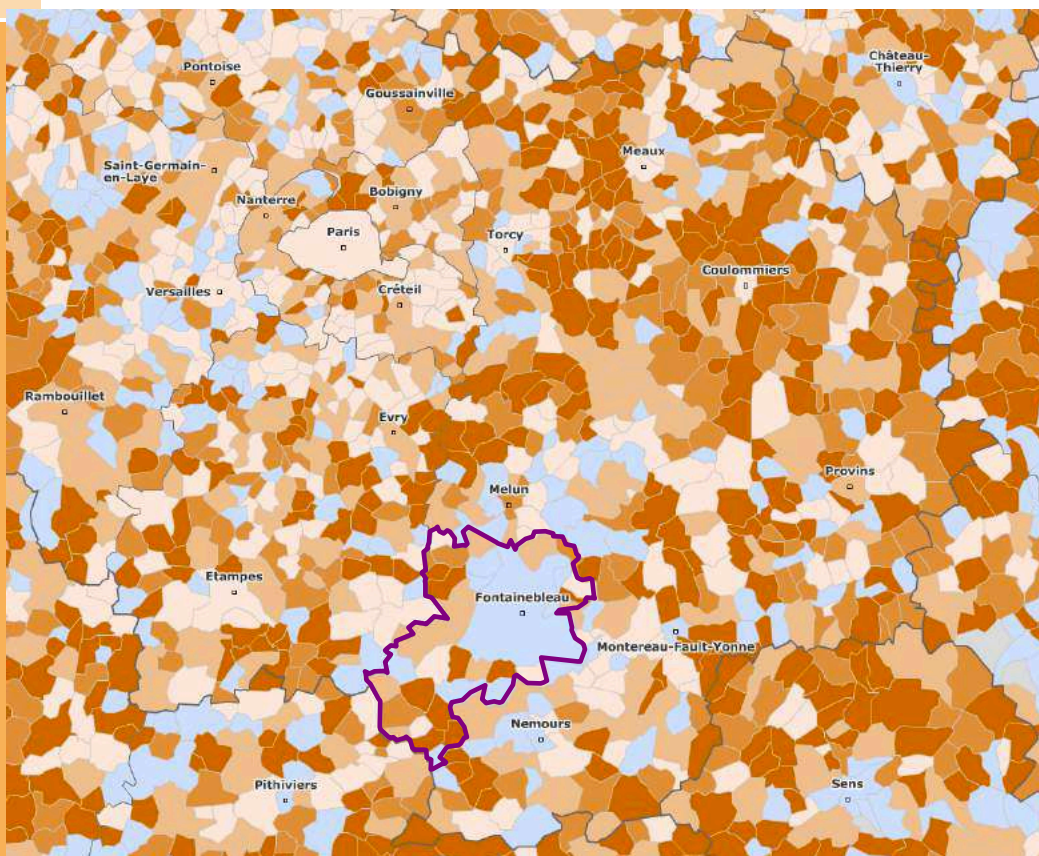 Château-
Thierry
Pontoise
Goussainville
Meaux
Saint-Germain-
en-Laye
Nanterre
Bobigny
Paris
Torcy
Coulommiers
Versailles
Créteil
Rambouillet
Evry
Provins
Melun
Etampes
Fontainebleau
Montereau-Fault-Yonne
Nemours
Pithiviers
Sens